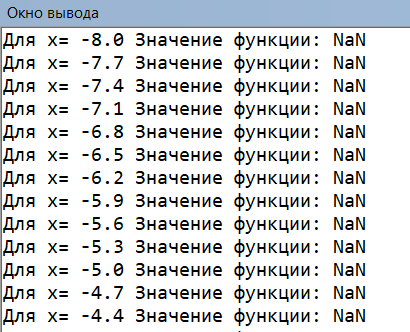 Окно вывода
Для x= -8.0 Значение функции: NaN
Для x= -7.7 Значение функции: NaN
Для x= -7.4 Значение функции: NaN
Для x= -7.1 Значение функции: NaN
Для x= -6.8 Значение функции: NaN
Для x= -6.5 Значение функции: NaN
Для x= -6.2 Значение функции: NaN
Для x= -5.9 Значение функции: NaN
Для x= -5.6 Значение функции: NaN
Для x= -5.3 Значение функции: NaN
Для x= -5.0 Значение функции: NaN
Для x= -4.7 Значение функции: NaN
Для x= -4.4 Значение функции: NaN